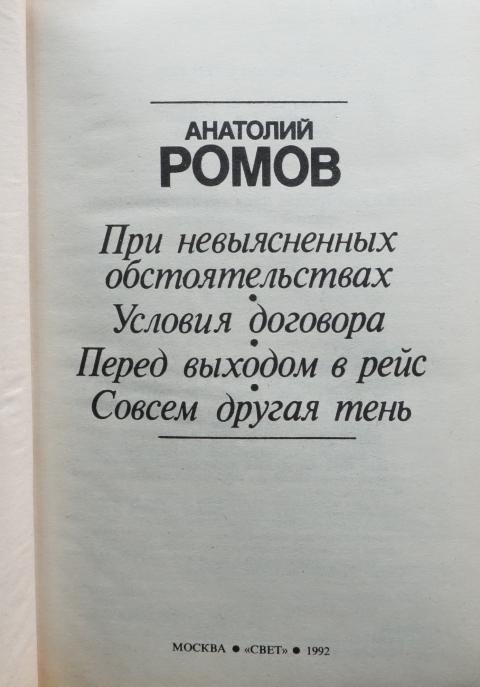 АНАТОЛИЙ
РОМОВ
При невыясненных
обстоятельствах
•
Условия договора
•
Перед выходом в рейс
•
Совсем другая тень
МОСКВА ● «СВЕТ» ● 1992